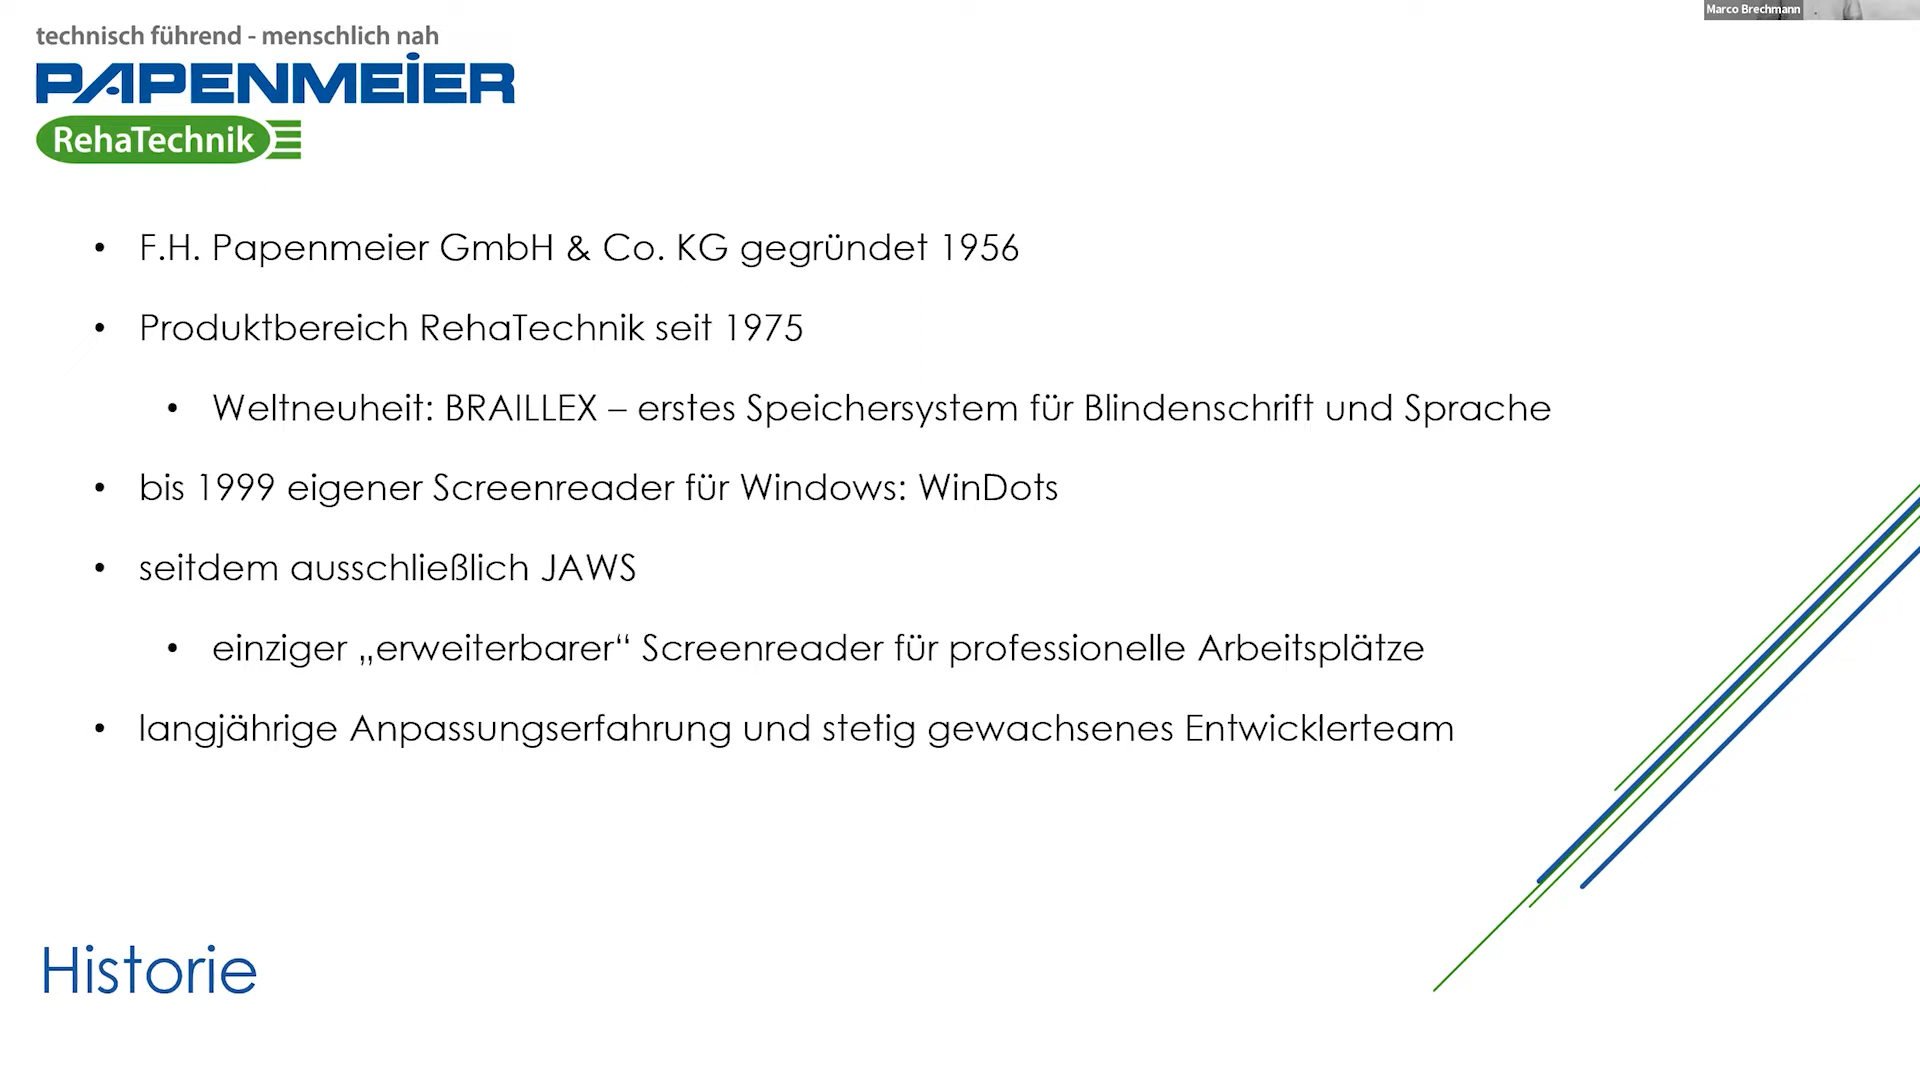 Marco Brechmann
technisch führend - menschlich nah
PAPENMEIER
RehaTechnik
• F.H. Papenmeier GmbH & Co. KG gegründet 1956
• Produktbereich RehaTechnik seit 1975
• Weltneuheit: BRAILLEX – erstes Speichersystem für Blindenschrift und Sprache
• bis 1999 eigener Screenreader für Windows: WinDots
• seitdem ausschließlich JAWS
• einziger „erweiterbarer“ Screenreader für professionelle Arbeitsplätze
• langjährige Anpassungserfahrung und stetig gewachsenes Entwicklerteam
Historie